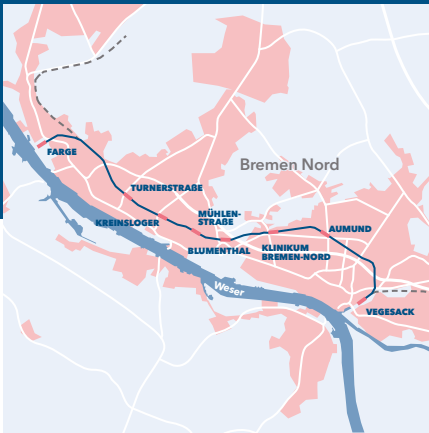 FARGE
Bremen Nord
TURNERSTRAßE
KREINSLOGER
MÜHLEN-
STRAßE
BLUMENTHAL
KLINIKUM
BREMEN-NORD
AUMUND
Weser
VEGESACK